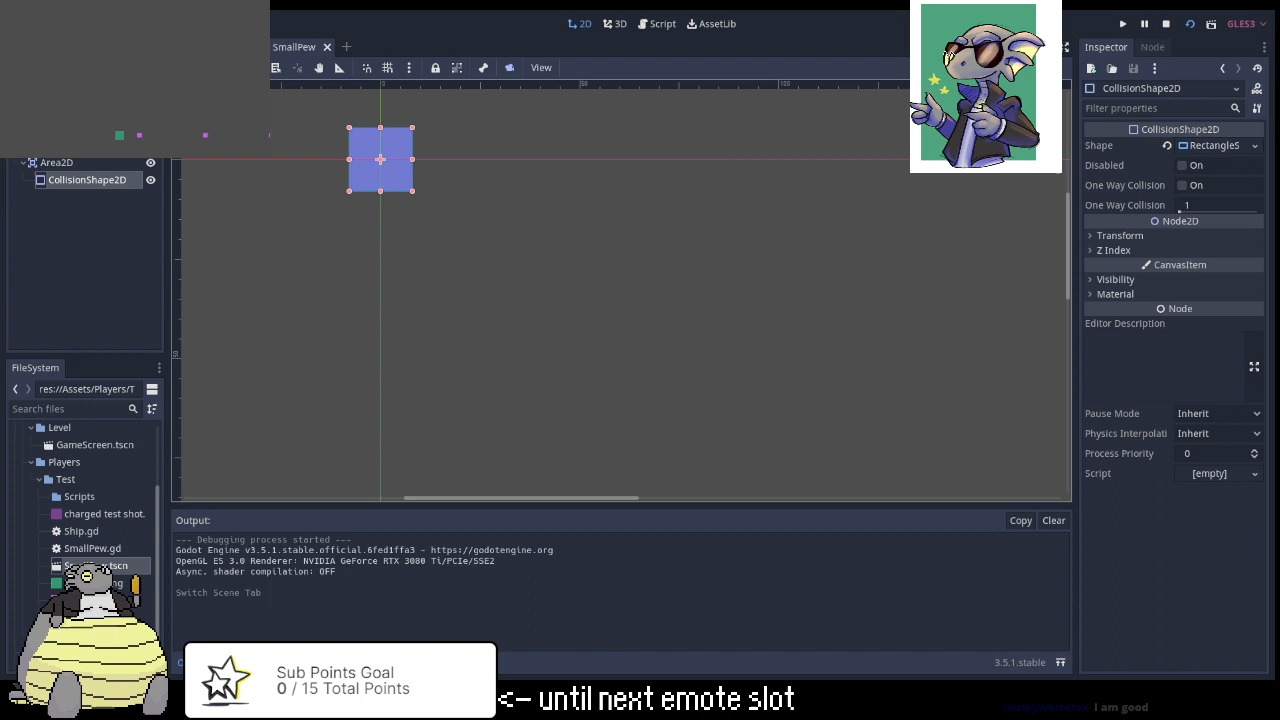 2D 3D Script AssetLib
GLES3
SmallPew
View
0 50 100
50
Area2D
CollisionShape2D
FileSystem
res://Assets/Players/T
Search files
Level
GameScreen.tscn
Players
Test
Scripts
charged test shot.
Ship.gd
SmallPew.gd
Output:
Copy Clear
--- Debugging process started ---
Godot Engine v3.5.1.stable.official.6fed1ffa3 - https://godotengine.org
OpenGL ES 3.0 Renderer: NVIDIA GeForce RTX 3080 Ti/PCIe/SSE2
Async. shader compilation: OFF
Switch Scene Tab
3.5.1.stable
Inspector Node
CollisionShape2D
Filter properties
CollisionShape2D
Shape RectangleS
Disabled On
One Way Collision On
One Way Collision 1
Node2D
Transform
Z Index
CanvasItem
Visibility
Material
Node
Editor Description
Pause Mode Inherit
Physics Interpolati Inherit
Process Priority 0
Script [empty]
Sub Points Goal
0 / 15 Total Points
<- until next emote slot
I am good